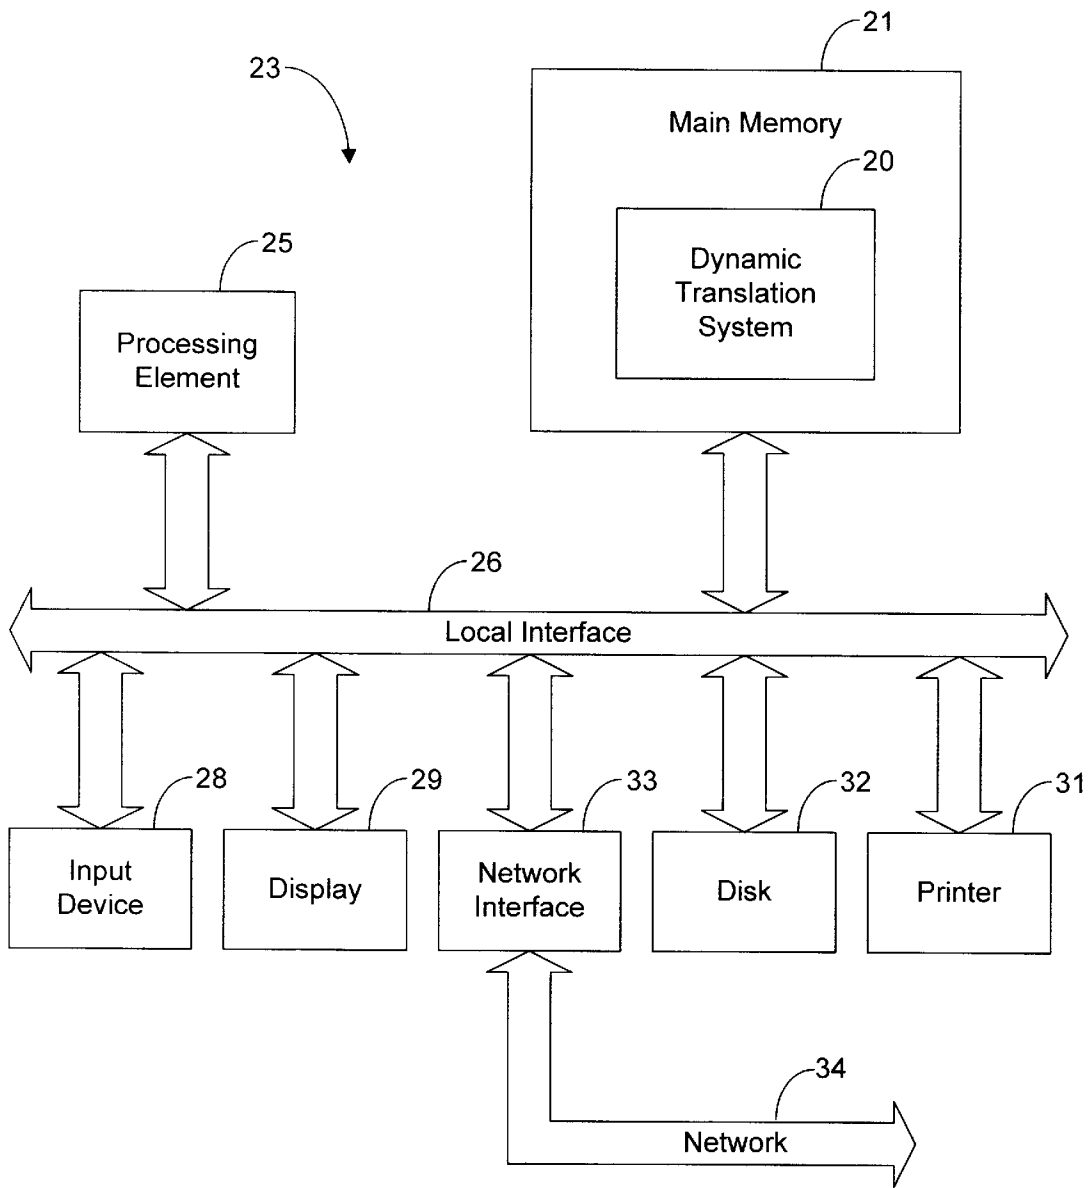 21
23
Main Memory
20
25
Dynamic
Translation
System
Processing
Element
26
Local Interface
28
29
33
32
31
Input
Device
Display
Network
Interface
Disk
Printer
34
Network